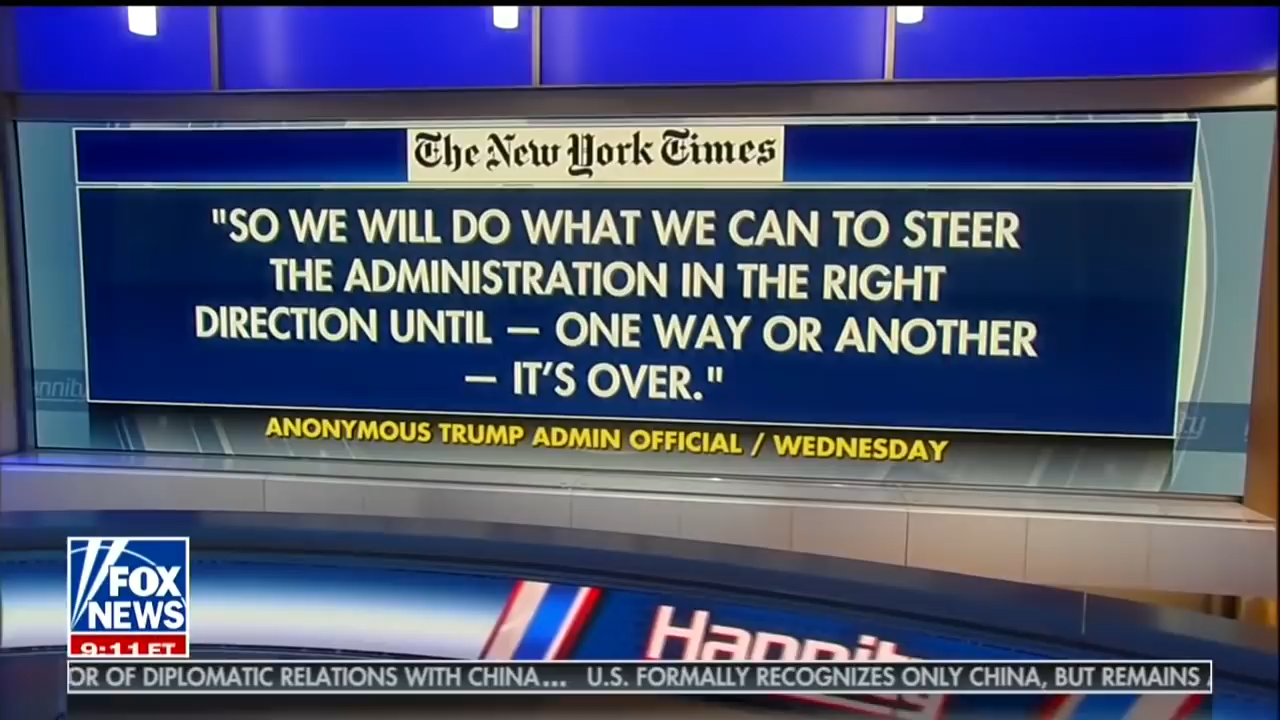 The New York Times
"SO WE WILL DO WHAT WE CAN TO STEER
THE ADMINISTRATION IN THE RIGHT
DIRECTION UNTIL — ONE WAY OR ANOTHER
— IT'S OVER."
ANONYMOUS TRUMP ADMIN OFFICIAL / WEDNESDAY
FOX
NEWS
9:11 ET
Hannity
OF DIPLOMATIC RELATIONS WITH CHINA... U.S. FORMALLY RECOGNIZES ONLY CHINA, BUT REMAINS